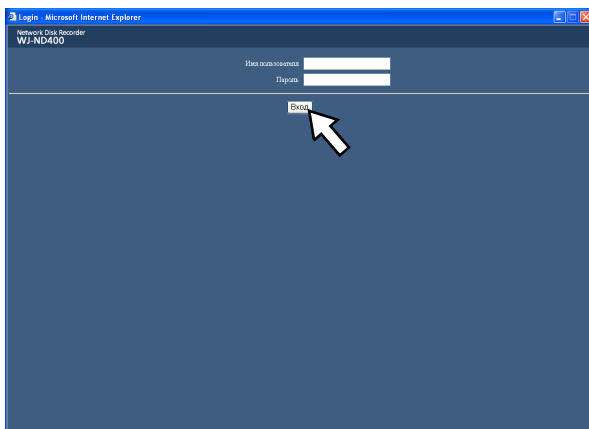 Login - Microsoft Internet Explorer
Network Disk Recorder
WJ-ND400
Имя пользователя
Пароль
Вход